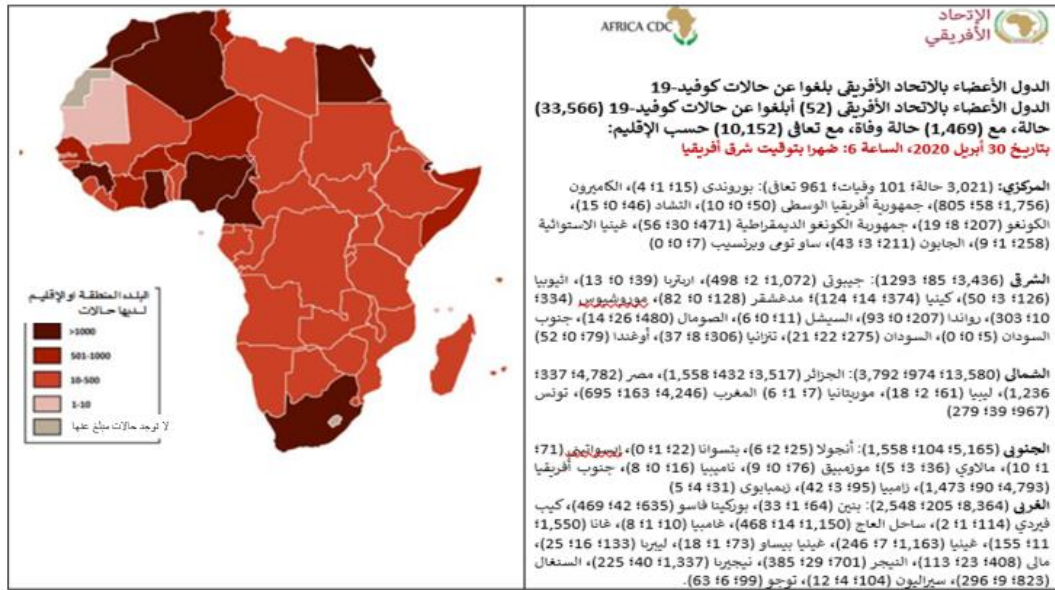 AFRICA CDC
الإتحاد
الأفريقي
الدول الأعضاء بالاتحاد الأفريقى بلغوا عن حالات كوفيد-19
الدول الأعضاء بالاتحاد الأفريقى (52) أبلغوا عن حالات كوفيد-19 (33,566)
حالة، مع (1,469) حالة وفاة، مع تعافى (10,152) حسب الإقليم:
بتاريخ 30 أبريل 2020، الساعة 6: ضهرا بتوقيت شرق أفريقيا
المركزي: (3,021 حالة؛ 101 وفيات؛ 961 تعافى): بوروندى (15؛ 1؛ 4)، الكاميرون
(1,756؛ 58؛ 805)، جمهورية أفريقيا الوسطى (50؛ 0؛ 10)، التشاد (46؛ 0؛ 15)،
الكونغو (207؛ 8؛ 19)، جمهورية الكونغو الديمقراطية (471؛ 30؛ 56)، غينيا الاستوائية
(258؛ 1؛ 9)، الجابون (211؛ 3؛ 43)، ساو تومى وبرنسيب (7؛ 0؛ 0)
الشرقى (3,436؛ 85؛ 1293): جيبوتى (1,072؛ 2؛ 498)، اريتريا (39؛ 0؛ 13)، اثيوبيا
(126؛ 3؛ 50)، كينيا (374؛ 14؛ 124)؛ مدغشقر (128؛ 0؛ 82)، موروشيوس (334؛
10؛ 303)، رواندا (207؛ 0؛ 93)، السيشل (11؛ 0؛ 6)، الصومال (480؛ 26؛ 14)، جنوب
السودان (5؛ 0؛ 0)، السودان (275؛ 22؛ 21)، تنزانيا (306؛ 8؛ 37)، أوغندا (79؛ 0؛ 52)
الشمالى (13,580؛ 974؛ 3,792): الجزائر (3,517؛ 432؛ 1,558)، مصر (4,782؛ 337؛
1,236)، ليبيا (61؛ 2؛ 18)، موريتانيا (7؛ 1؛ 6) المغرب (4,246؛ 163؛ 695)، تونس
(967؛ 39؛ 279)
الجنوبى (5,165؛ 104؛ 1,558): أنجولا (25؛ 2؛ 6)، بتسوانا (22؛ 1؛ 0)، إيسواتينى (71؛
1؛ 10)، مالاوي (36؛ 3؛ 5)؛ موزمبيق (76؛ 0؛ 9)، ناميبيا (16؛ 0؛ 8)، جنوب أفريقيا
(4,793؛ 90؛ 1,473)، زامبيا (95؛ 3؛ 42)، زيمبابوى (31؛ 4؛ 5)
الغربى (8,364؛ 205؛ 2,548): بنين (64؛ 1؛ 33)، بوركينا فاسو (635؛ 42؛ 469)، كيب
فيردي (114؛ 1؛ 2)، ساحل العاج (1,150؛ 14؛ 468)، غامبيا (10؛ 1؛ 8)، غانا (1,550؛
11؛ 155)، غينيا (1,163؛ 7؛ 246)، غينيا بيساو (73؛ 1؛ 18)، ليبريا (133؛ 16؛ 25)،
مالى (408؛ 23؛ 113)، النيجر (701؛ 29؛ 385)، نيجيريا (1,337؛ 40؛ 225)، السنغال
(823؛ 9؛ 296)، سيراليون (104؛ 4؛ 12)، توجو (99؛ 6؛ 63).
البلد، المنطقة او الإقليم
لديها حالات
>1000
501-1000
10-500
1-10
لا توجد حالات مبلغ عنها